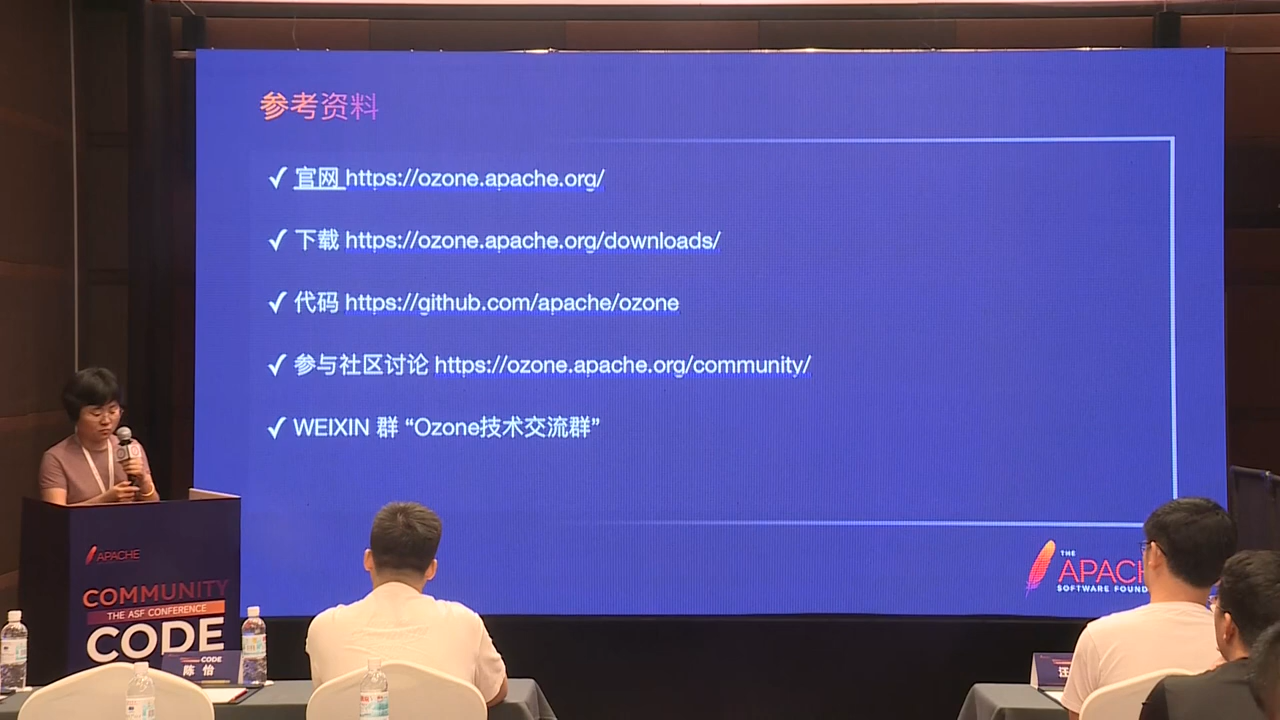 参考资料
✓ 官网 https://ozone.apache.org/
✓ 下载 https://ozone.apache.org/downloads/
✓ 代码 https://github.com/apache/ozone
✓ 参与社区讨论 https://ozone.apache.org/community/
✓ WEIXIN 群 “Ozone技术交流群”
THE
APACH
SOFTWARE FOUND
APACHE
COMMUNITY
THE ASF CONFERENCE
CODE
CODE
陈 怡
汪